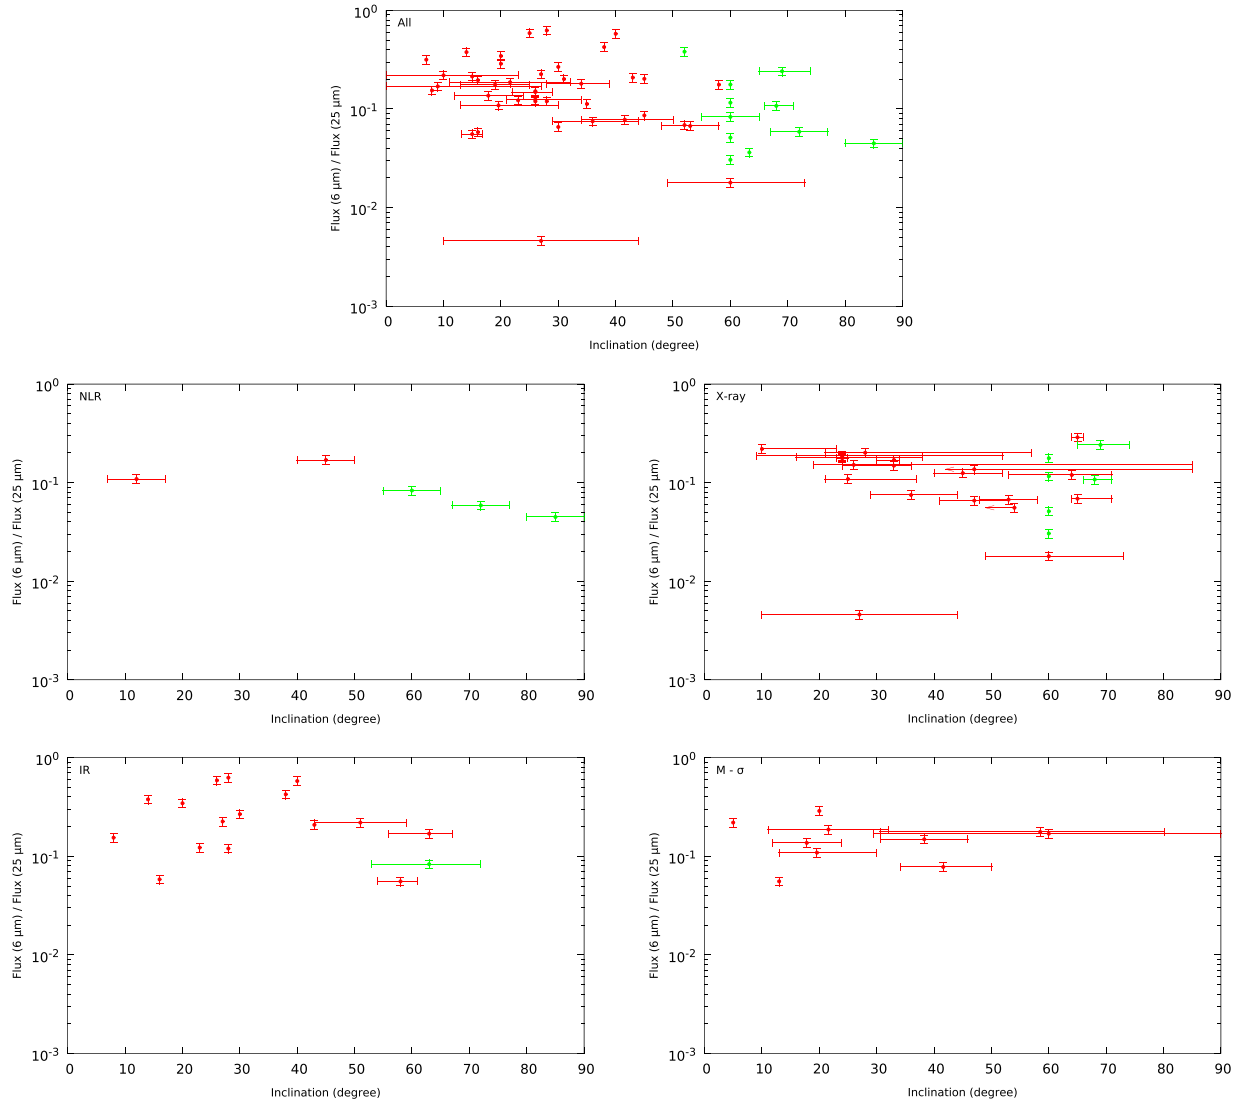 All
Flux (6 µm) / Flux (25 µm)
10^0
10^-1
10^-2
10^-3
0 10 20 30 40 50 60 70 80 90
Inclination (degree)
NLR
Flux (6 µm) / Flux (25 µm)
10^0
10^-1
10^-2
10^-3
0 10 20 30 40 50 60 70 80 90
Inclination (degree)
X-ray
Flux (6 µm) / Flux (25 µm)
10^0
10^-1
10^-2
10^-3
0 10 20 30 40 50 60 70 80 90
Inclination (degree)
IR
Flux (6 µm) / Flux (25 µm)
10^0
10^-1
10^-2
10^-3
0 10 20 30 40 50 60 70 80 90
Inclination (degree)
M - σ
Flux (6 µm) / Flux (25 µm)
10^0
10^-1
10^-2
10^-3
0 10 20 30 40 50 60 70 80 90
Inclination (degree)